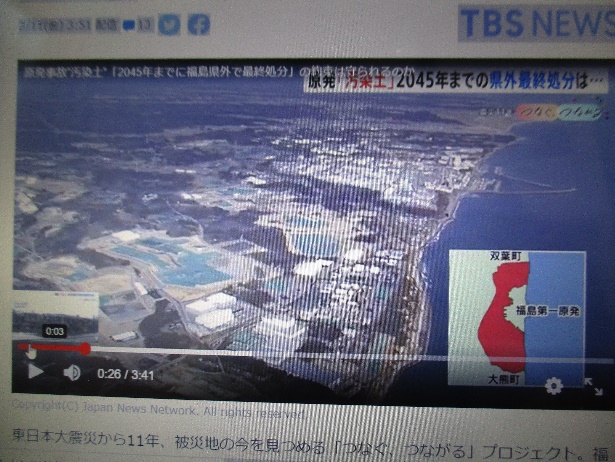 (金) 3:31 配信 13
TBS NEWS
原発事故"汚染土"「2045年までに福島県外で最終処分」の約束は守られるのか
原発「汚染土」2045年までの県外最終処分は…
つなぐ、つながる
双葉町
福島第一原発
大熊町
0:03
0:26 / 3:41
Copyright(C) Japan News Network. All rights reserved.
東日本大震災から11年、被災地の今を見つめる「つなぐ、つながる」プロジェクト。福